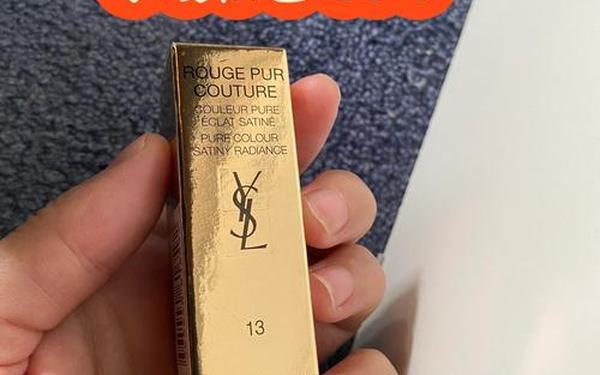 ROUGE PUR
COUTURE
COULEUR PURE
ÉCLAT SATINÉ
PURE COLOUR
SATINY RADIANCE
YSL
13